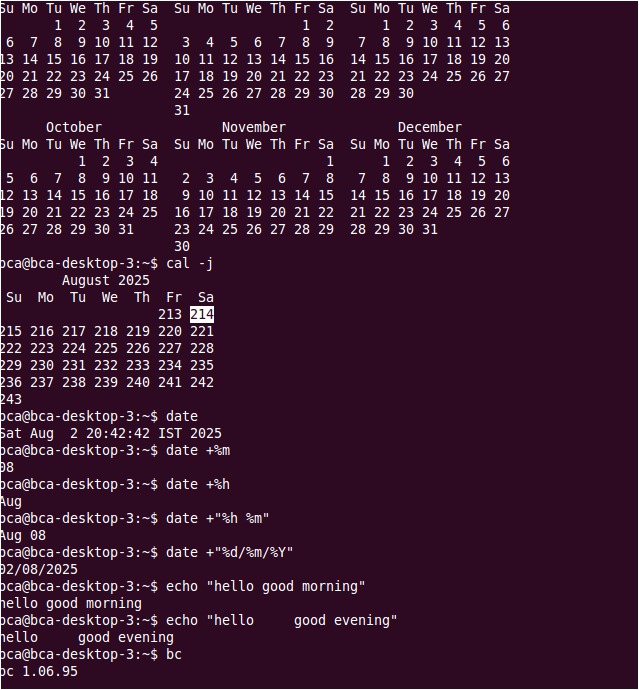 Su Mo Tu We Th Fr Sa  Su Mo Tu We Th Fr Sa  Su Mo Tu We Th Fr Sa
       1  2  3  4  5                  1  2      1  2  3  4  5  6
 6  7  8  9 10 11 12   3  4  5  6  7  8  9   7  8  9 10 11 12 13
13 14 15 16 17 18 19  10 11 12 13 14 15 16  14 15 16 17 18 19 20
20 21 22 23 24 25 26  17 18 19 20 21 22 23  21 22 23 24 25 26 27
27 28 29 30 31        24 25 26 27 28 29 30  28 29 30
                      31
      October               November              December
Su Mo Tu We Th Fr Sa  Su Mo Tu We Th Fr Sa  Su Mo Tu We Th Fr Sa
          1  2  3  4                     1      1  2  3  4  5  6
 5  6  7  8  9 10 11   2  3  4  5  6  7  8   7  8  9 10 11 12 13
12 13 14 15 16 17 18   9 10 11 12 13 14 15  14 15 16 17 18 19 20
19 20 21 22 23 24 25  16 17 18 19 20 21 22  21 22 23 24 25 26 27
26 27 28 29 30 31     23 24 25 26 27 28 29  28 29 30 31
                      30
bca@bca-desktop-3:~$ cal -j
        August 2025
 Su  Mo  Tu  We  Th  Fr  Sa
                    213 214
215 216 217 218 219 220 221
222 223 224 225 226 227 228
229 230 231 232 233 234 235
236 237 238 239 240 241 242
243
bca@bca-desktop-3:~$ date
Sat Aug  2 20:42:42 IST 2025
bca@bca-desktop-3:~$ date +%m
08
bca@bca-desktop-3:~$ date +%h
Aug
bca@bca-desktop-3:~$ date +"%h %m"
Aug 08
bca@bca-desktop-3:~$ date +"%d/%m/%Y"
02/08/2025
bca@bca-desktop-3:~$ echo "hello good morning"
hello good morning
bca@bca-desktop-3:~$ echo "hello     good evening"
hello     good evening
bca@bca-desktop-3:~$ bc
bc 1.06.95